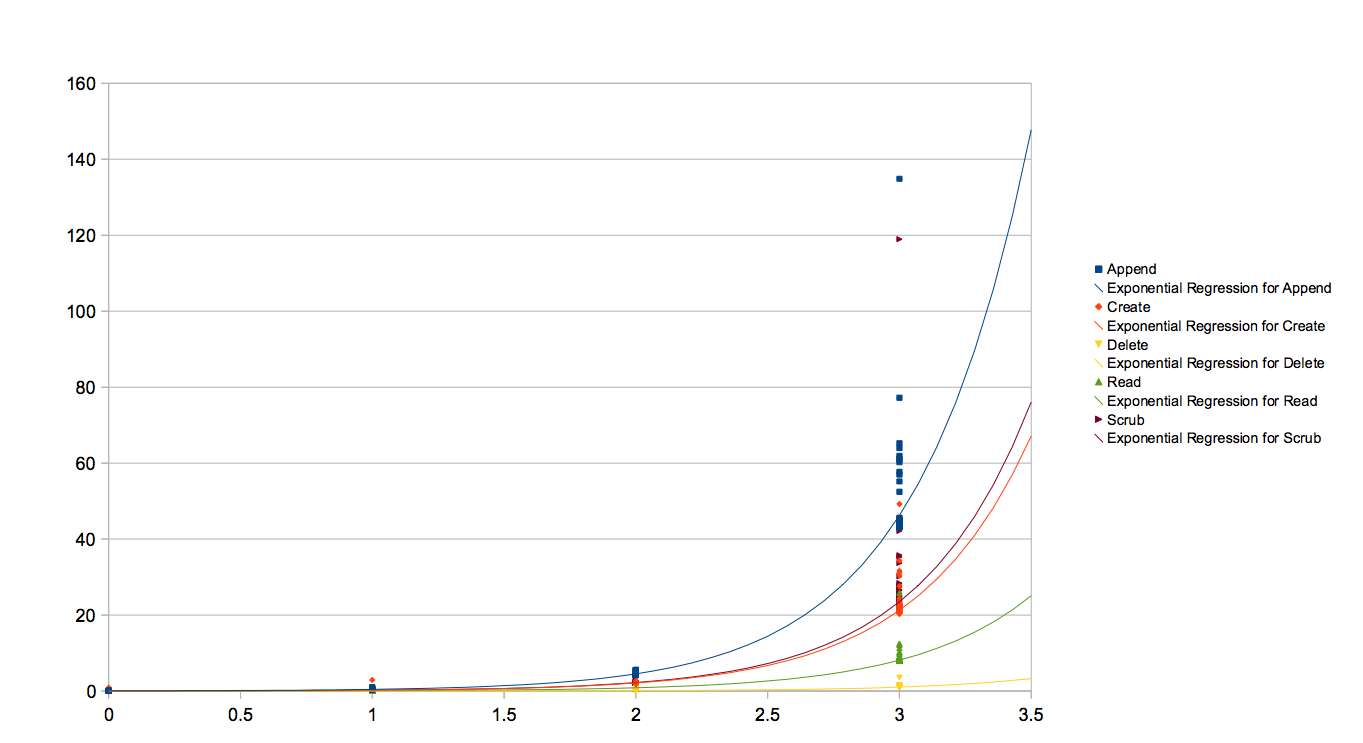 160
140
120
100
80
60
40
20
0
0 0.5 1 1.5 2 2.5 3 3.5
Append
Exponential Regression for Append
Create
Exponential Regression for Create
Delete
Exponential Regression for Delete
Read
Exponential Regression for Read
Scrub
Exponential Regression for Scrub